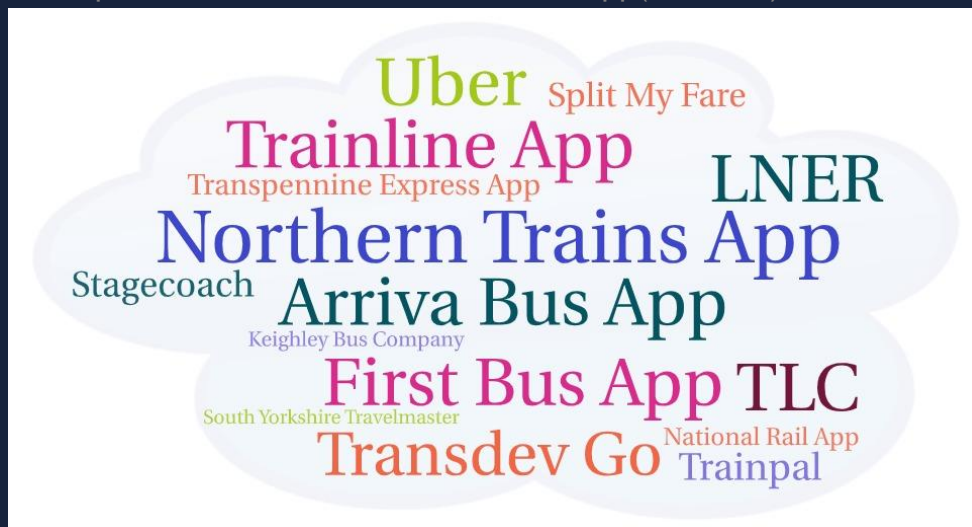 Uber
Split My Fare
Trainline App
Transpennine Express App
LNER
Northern Trains App
Stagecoach
Arriva Bus App
Keighley Bus Company
First Bus App
TLC
South Yorkshire Travelmaster
Transdev Go
National Rail App
Trainpal